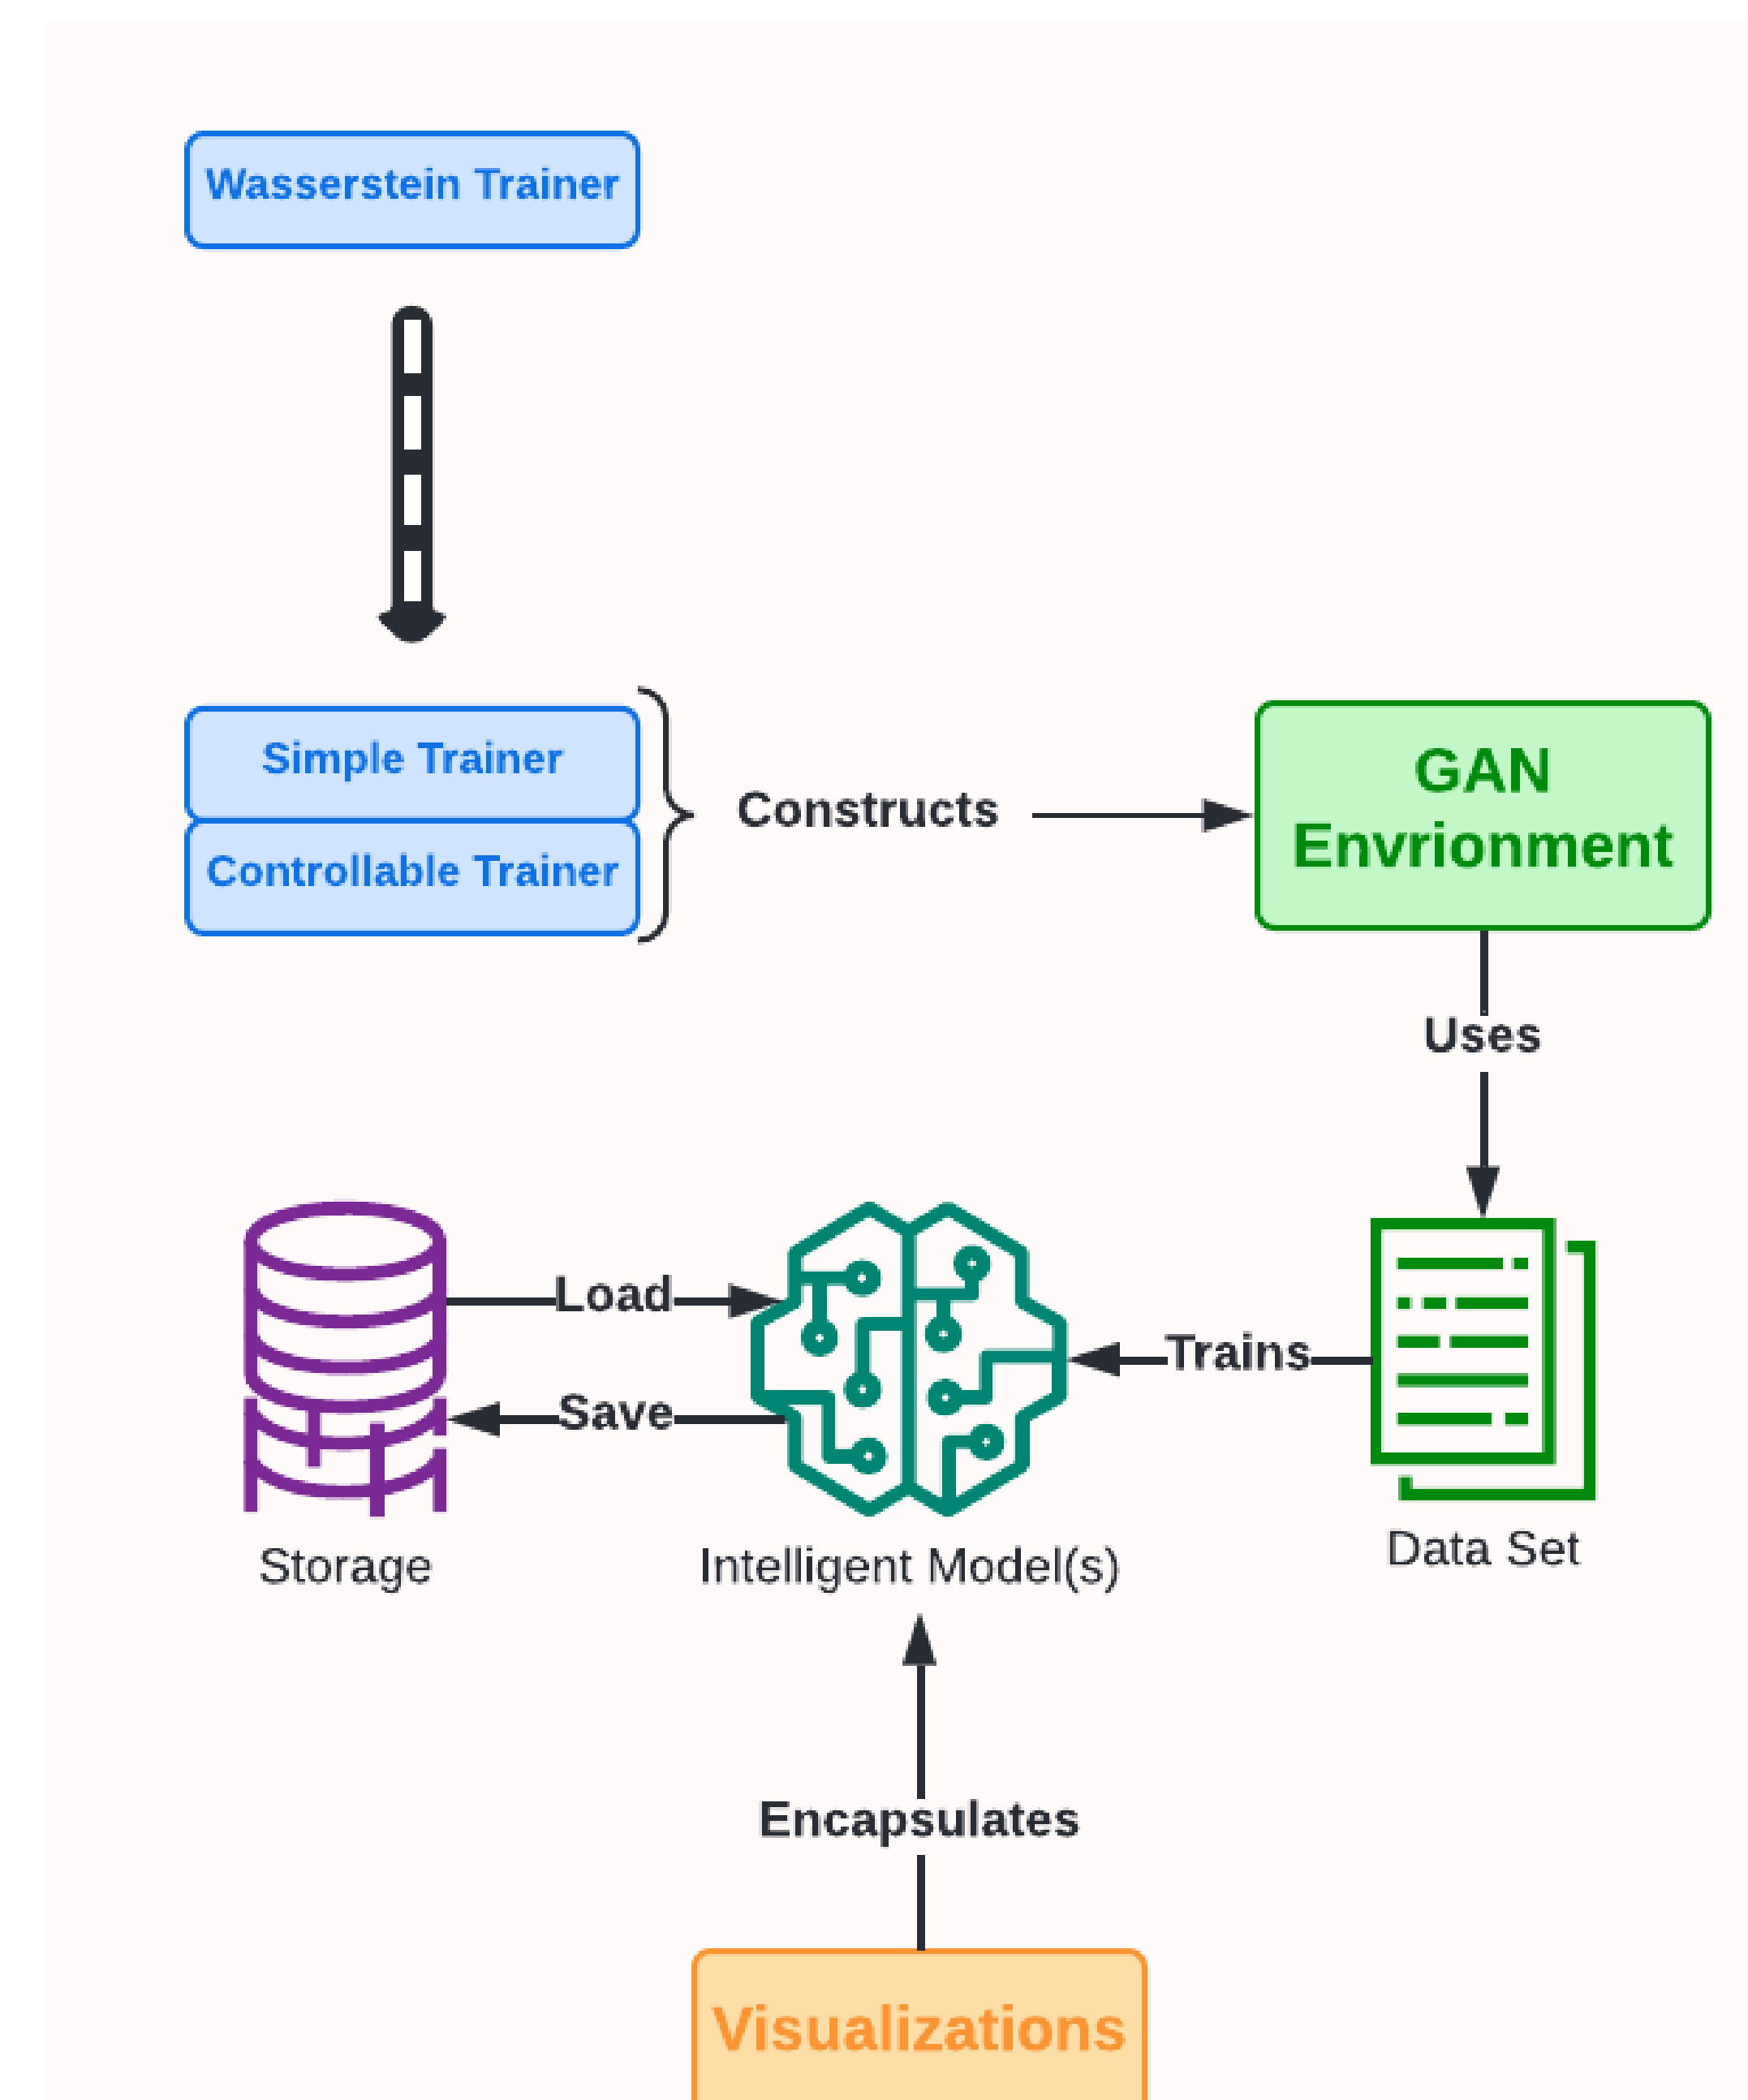 Wasserstein Trainer
Simple Trainer
Controllable Trainer
Constructs
GAN
Envrionment
Uses
Load
Save
Trains
Storage
Intelligent Model(s)
Data Set
Encapsulates
Visualizations